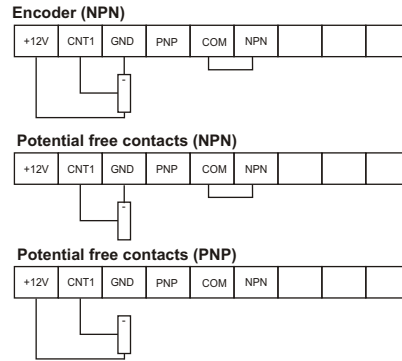 Encoder (NPN)
+12V CNT1 GND PNP COM NPN
-
Potential free contacts (NPN)
+12V CNT1 GND PNP COM NPN
-
Potential free contacts (PNP)
+12V CNT1 GND PNP COM NPN
-